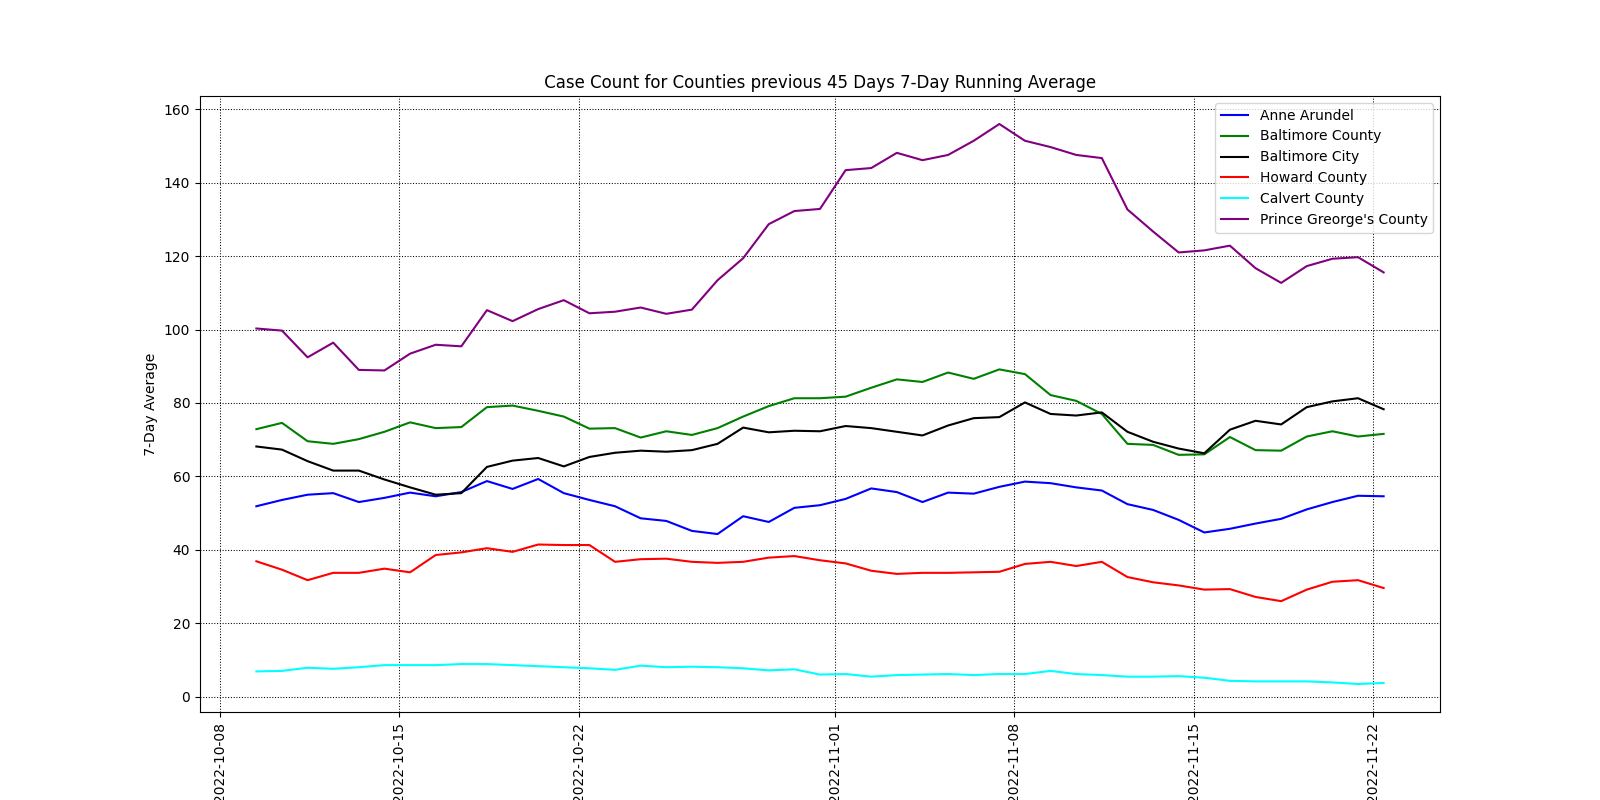 Case Count for Counties previous 45 Days 7-Day Running Average
160
140
120
100
80
60
40
20
0
7-Day Average
Anne Arundel
Baltimore County
Baltimore City
Howard County
Calvert County
Prince Greorge's County
2022-10-08
2022-10-15
2022-10-22
2022-11-01
2022-11-08
2022-11-15
2022-11-22